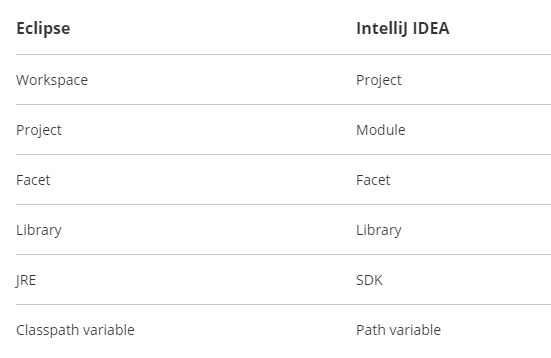 Eclipse IntelliJ IDEA
Workspace Project
Project Module
Facet Facet
Library Library
JRE SDK
Classpath variable Path variable